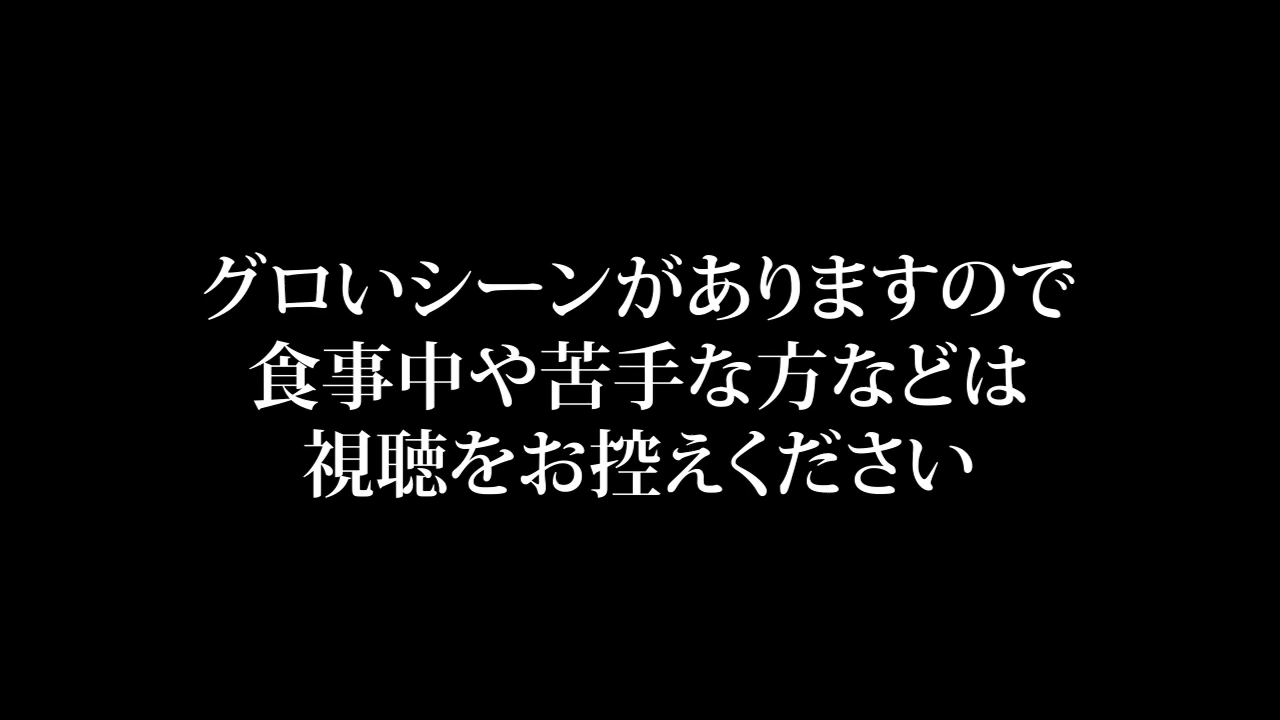 グロいシーンがありますので
食事中や苦手な方などは
視聴をお控えください